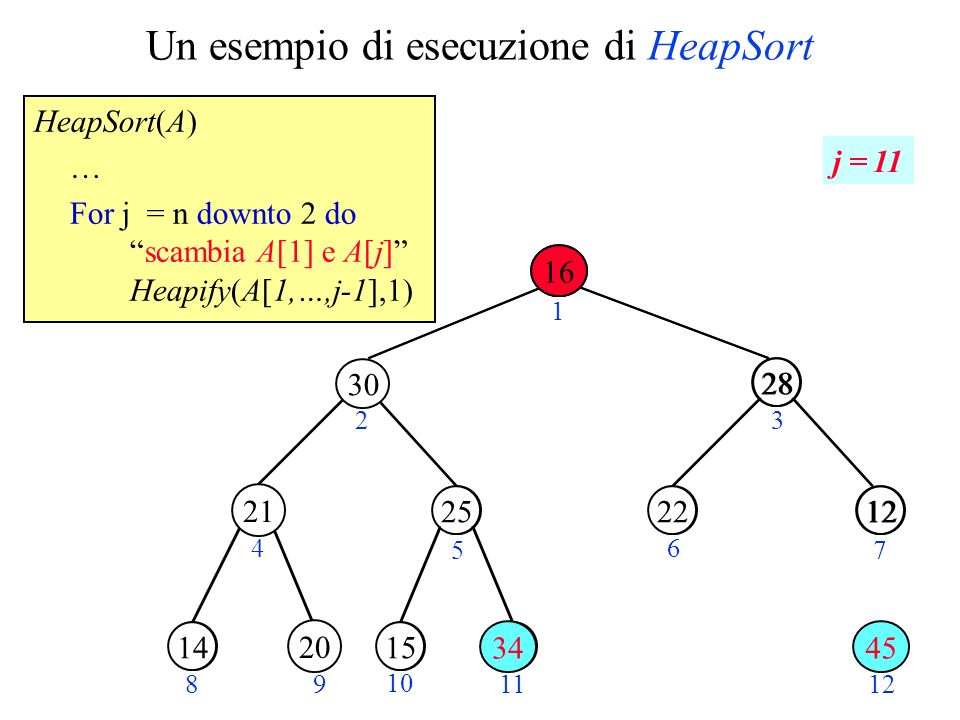 Un esempio di esecuzione di HeapSort
HeapSort(A)
…
For j = n downto 2 do
“scambia A[1] e A[j]”
Heapify(A[1,…,j-1],1)
j = 11
16
1
30 28
2 3
21 25 22 12
4 5 6 7
14 20 15 34 45
8 9 10 11 12